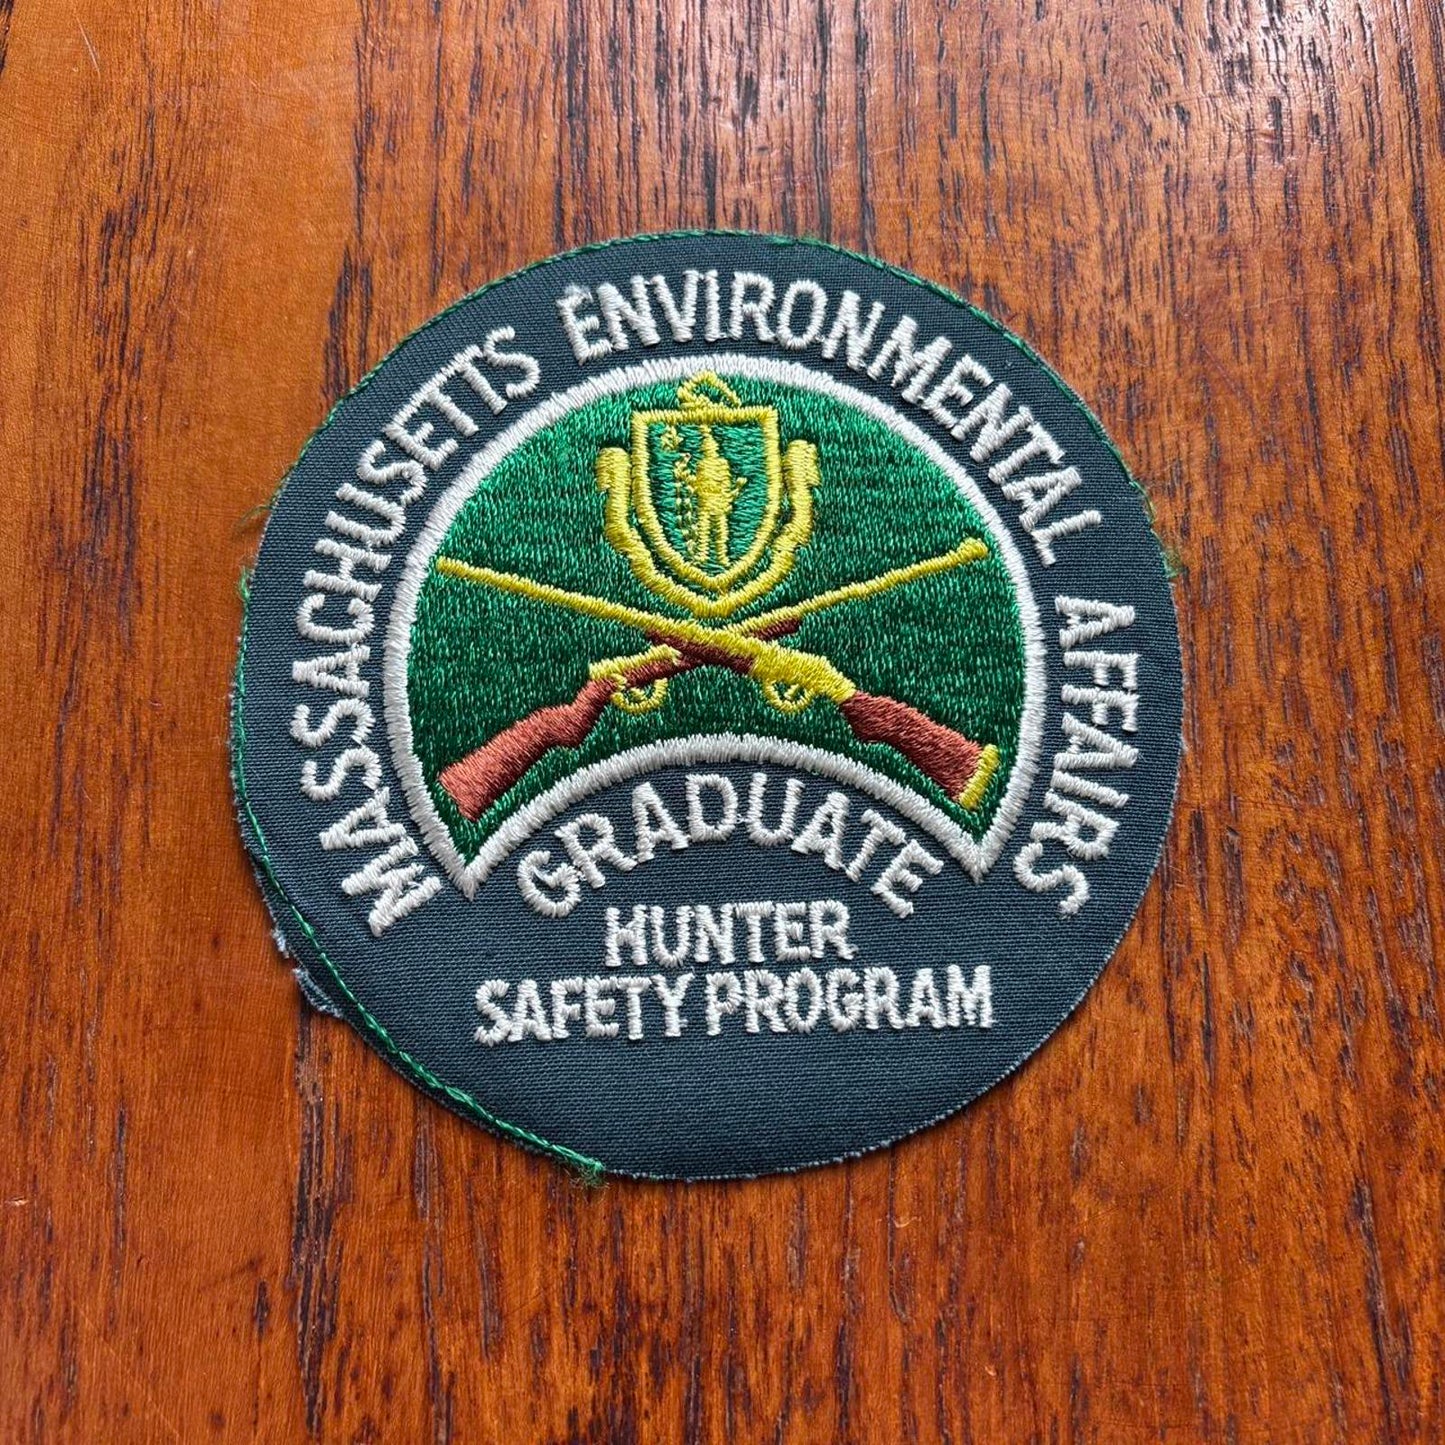 MASSACHUSETTS ENVIRONMENTAL AFFAIRS
GRADUATE
HUNTER
SAFETY PROGRAM